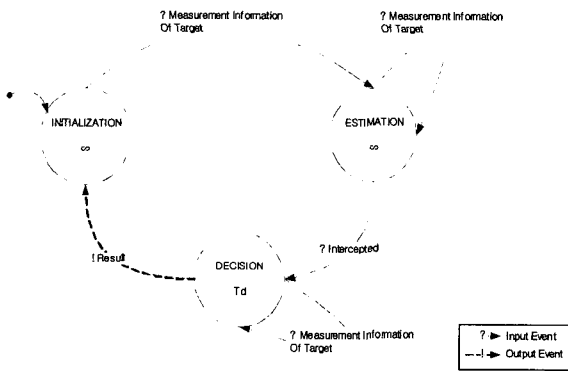 ? Measurement Information
Of Target
? Measurement Information
Of Target
INITIALIZATION
∞
ESTIMATION
∞
! Result
DECISION
Td
? Intercepted
? Measurement Information
Of Target
? Input Event
! Output Event